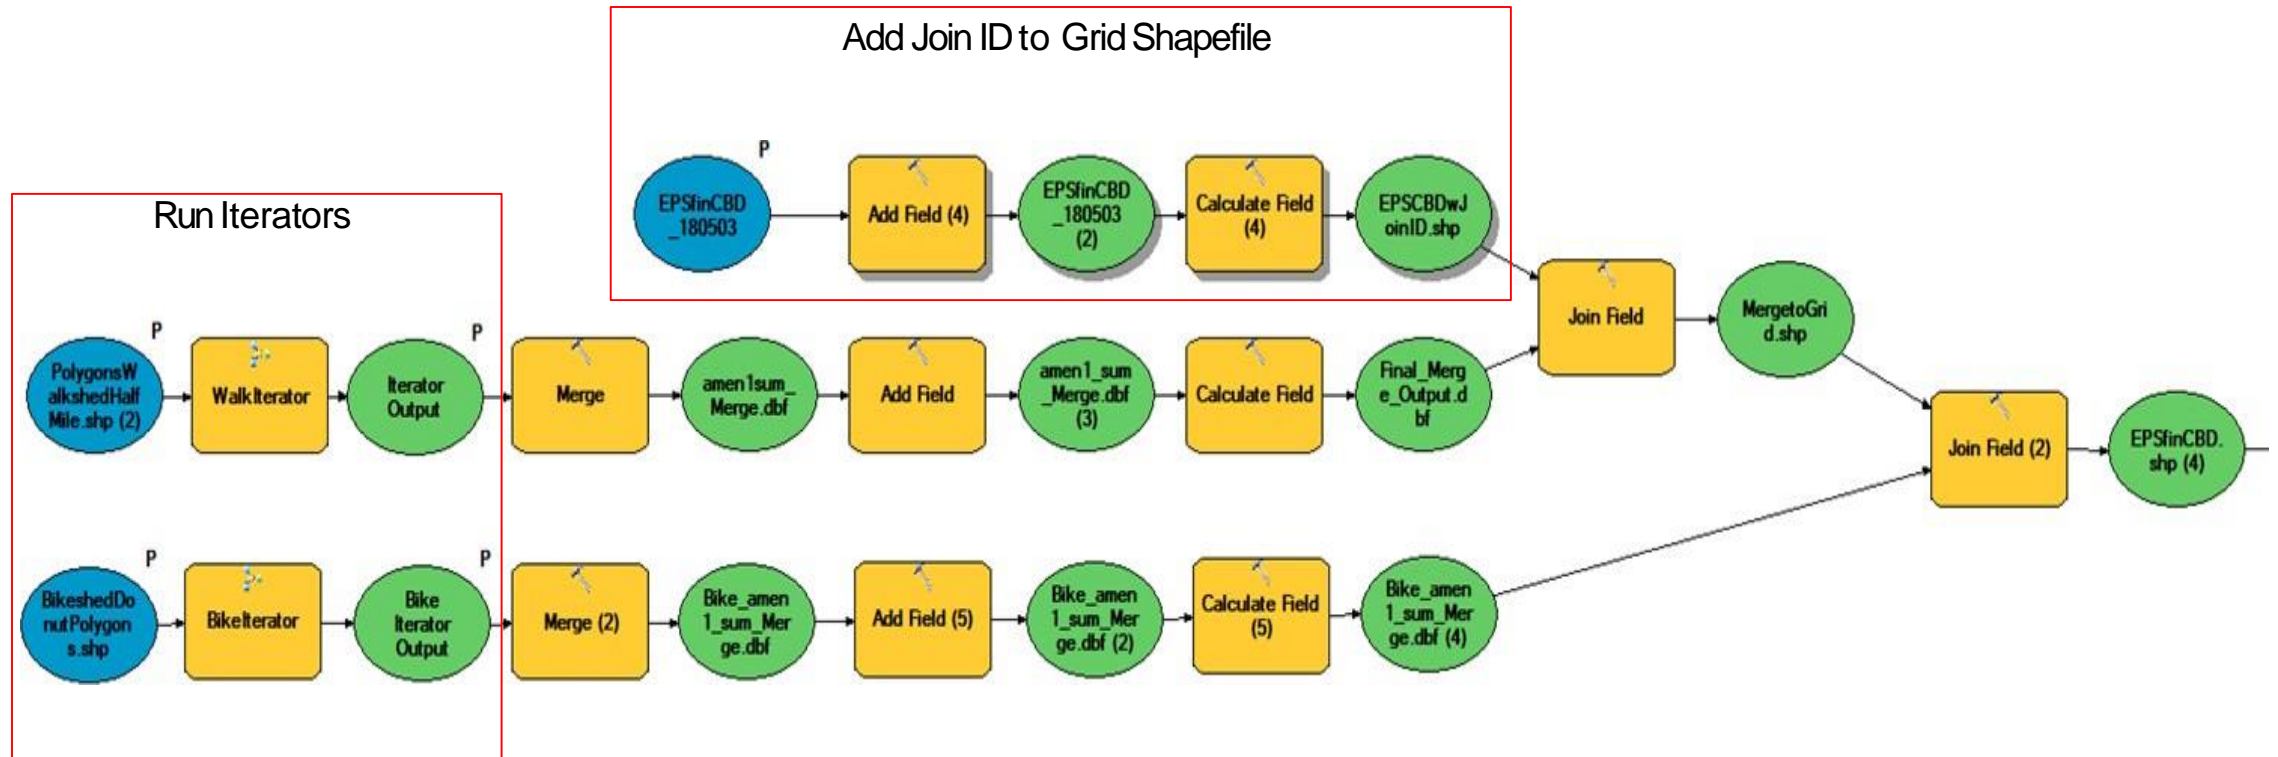 Add Join ID to Grid Shapefile
P
EPSfinCBD
_180503
Add Field (4)
EPSfinCBD
_180503
(2)
Calculate Field
(4)
EPSCBDwJ
oinID.shp
Run Iterators
P
PolygonsW
alkshedHalf
Mile.shp (2)
WalkIterator
P
Iterator
Output
Merge
amen1sum_
Merge.dbf
Add Field
amen1_sum
_Merge.dbf
(3)
Calculate Field
Final_Merg
e_Output.d
bf
Join Field
MergetoGri
d.shp
Join Field (2)
EPSfinCBD.
shp (4)
P
BikeshedDo
nutPolygon
s.shp
BikeIterator
P
Bike
Iterator
Output
Merge (2)
Bike_amen
1_sum_Mer
ge.dbf
Add Field (5)
Bike_amen
1_sum_Mer
ge.dbf (2)
Calculate Field
(5)
Bike_amen
1_sum_Mer
ge.dbf (4)